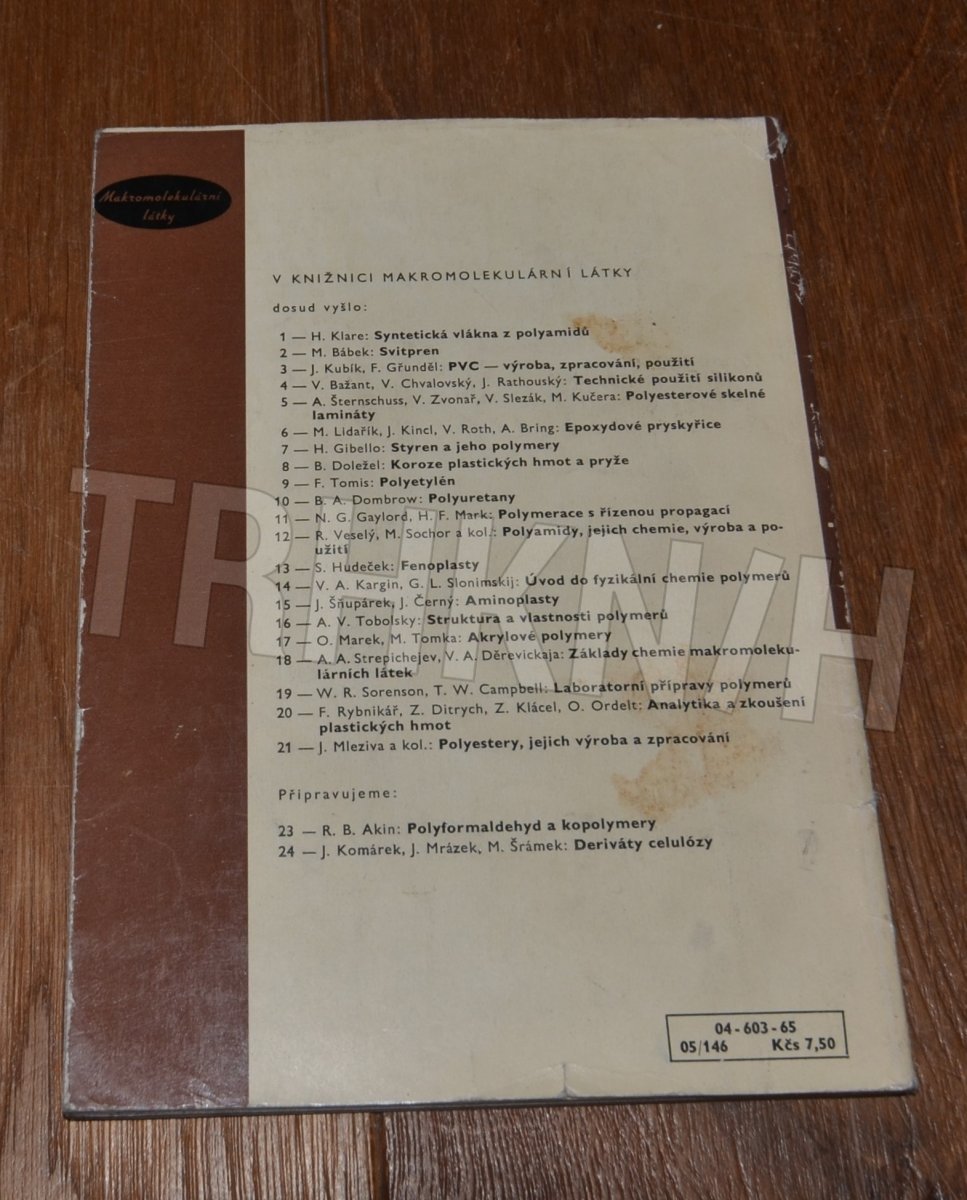 Makromolekulární
látky
V KNIŽNICI MAKROMOLEKULÁRNÍ LÁTKY
dosud vyšlo:
1 — H. Klare: Syntetická vlákna z polyamidů
2 — M. Bábek: Svitpren
3 — J. Kubík, F. Gřunděl: PVC — výroba, zpracování, použití
4 — V. Bažant, V. Chvalovský, J. Rathouský: Technické použití silikonů
5 — A. Šternschuss, V. Zvonař, V. Slezák, M. Kučera: Polyesterové skelné
lamináty
6 — M. Lidařík, J. Kincl, V. Roth, A. Bring: Epoxydové pryskyřice
7 — H. Gibello: Styren a jeho polymery
8 — B. Doležel: Koroze plastických hmot a pryže
9 — F. Tomis: Polyetylén
10 — B. A. Dombrow: Polyuretany
11 — N. G. Gaylord, H. F. Mark: Polymerace s řízenou propagací
12 — R. Veselý, M. Sochor a kol.: Polyamidy, jejich chemie, výroba a po-
užití
13 — S. Hudeček: Fenoplasty
14 — V. A. Kargin, G. L. Slonimskij: Úvod do fyzikální chemie polymerů
15 — J. Šňupárek, J. Černý: Aminoplasty
16 — A. V. Tobolsky: Struktura a vlastnosti polymerů
17 — O. Marek, M. Tomka: Akrylové polymery
18 — A. A. Strepichejev, V. A. Děrevickaja: Základy chemie makromoleku-
lárních látek
19 — W. R. Sorenson, T. W. Campbell: Laboratorní přípravy polymerů
20 — F. Rybnikář, Z. Ditrych, Z. Klácel, O. Ordelt: Analytika a zkoušení
plastických hmot
21 — J. Mleziva a kol.: Polyestery, jejich výroba a zpracování
Připravujeme:
23 — R. B. Akin: Polyformaldehyd a kopolymery
24 — J. Komárek, J. Mrázek, M. Šrámek: Deriváty celulózy
04-603-65
05/146 Kčs 7,50